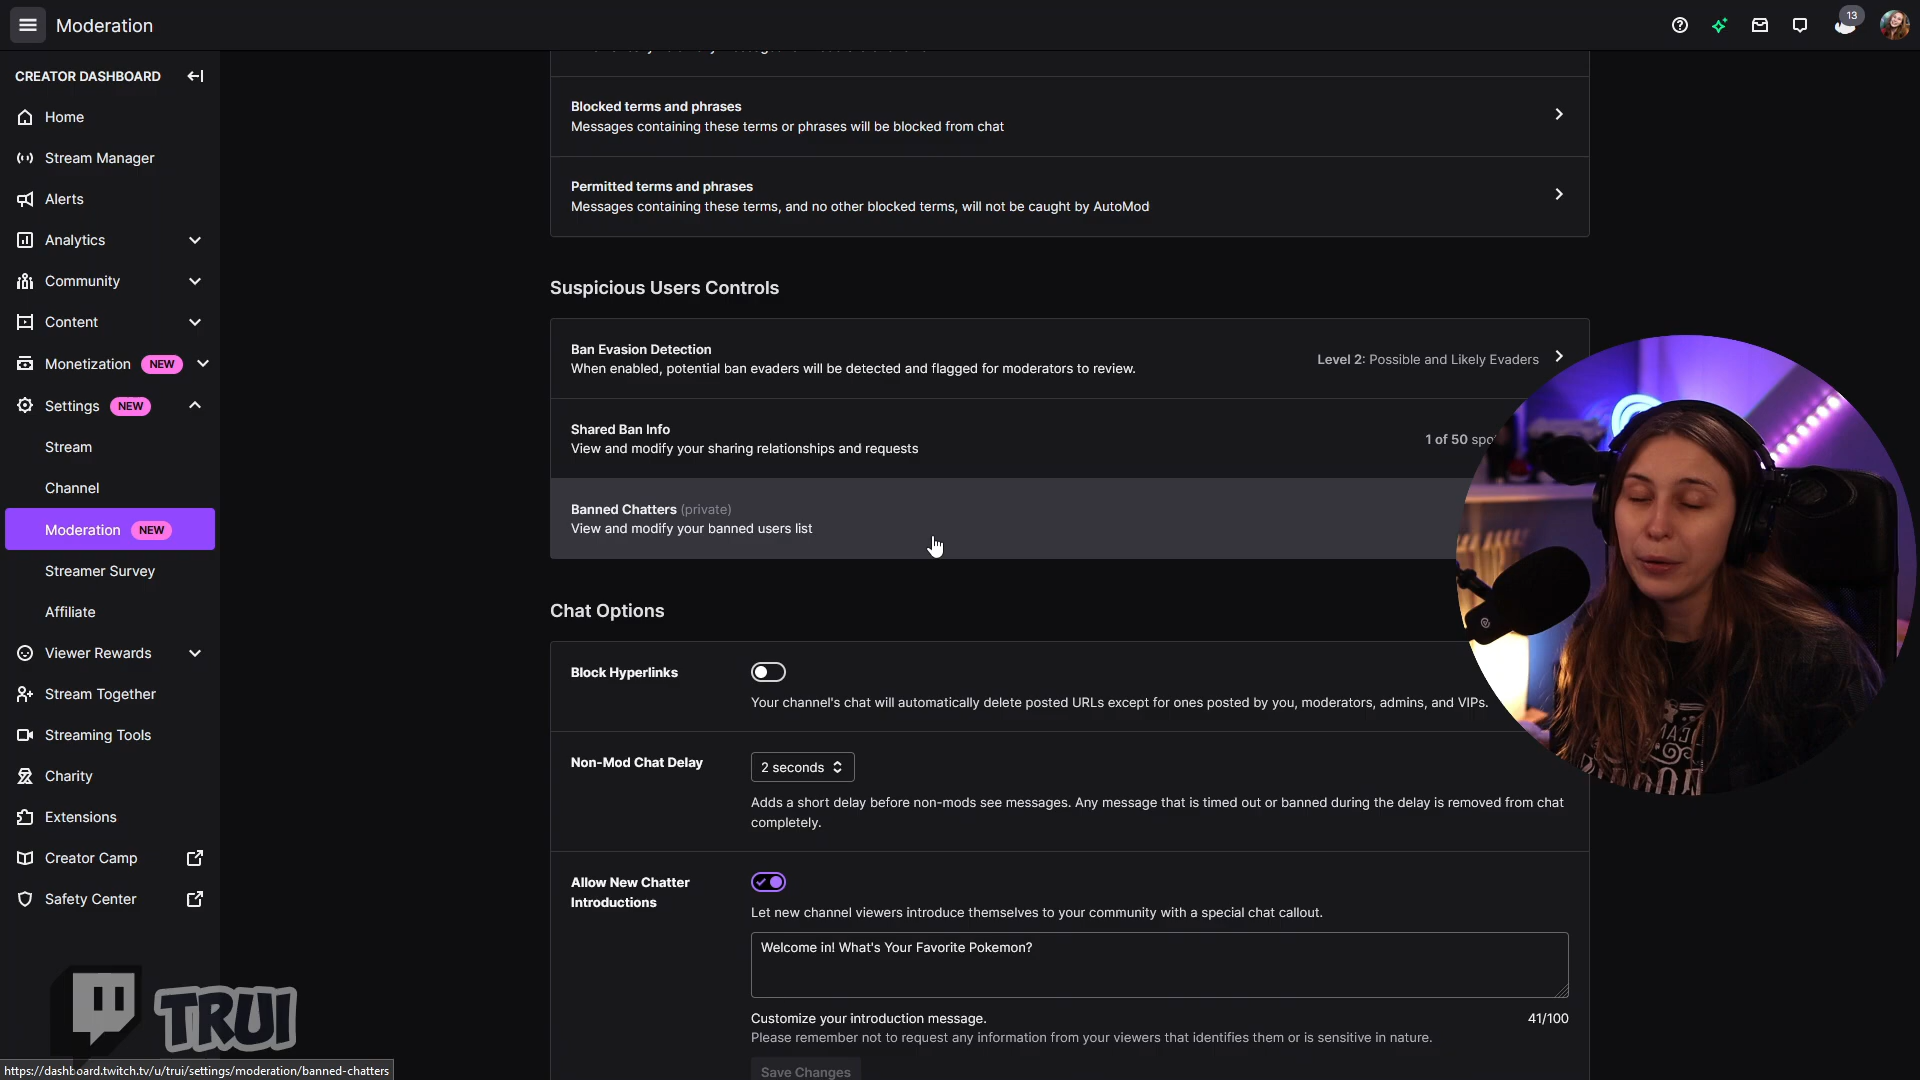 Moderation
13
CREATOR DASHBOARD
Home
Stream Manager
Alerts
Analytics
Community
Content
Monetization NEW
Settings NEW
Stream
Channel
Moderation NEW
Streamer Survey
Affiliate
Viewer Rewards
Stream Together
Streaming Tools
Charity
Extensions
Creator Camp
Safety Center
TRUI
https://dashboard.twitch.tv/u/trui/settings/moderation/banned-chatters
Blocked terms and phrases
Messages containing these terms or phrases will be blocked from chat
Permitted terms and phrases
Messages containing these terms, and no other blocked terms, will not be caught by AutoMod
Suspicious Users Controls
Ban Evasion Detection
When enabled, potential ban evaders will be detected and flagged for moderators to review.
Level 2: Possible and Likely Evaders
Shared Ban Info
View and modify your sharing relationships and requests
1 of 50
Banned Chatters (private)
View and modify your banned users list
Chat Options
Block Hyperlinks
Your channel's chat will automatically delete posted URLs except for ones posted by you, moderators, admins, and VIPs.
Non-Mod Chat Delay
2 seconds
Adds a short delay before non-mods see messages. Any message that is timed out or banned during the delay is removed from chat
completely.
Allow New Chatter
Introductions
Let new channel viewers introduce themselves to your community with a special chat callout.
Welcome in! What's Your Favorite Pokemon?
Customize your introduction message.
41/100
Please remember not to request any information from your viewers that identifies them or is sensitive in nature.
Save Changes